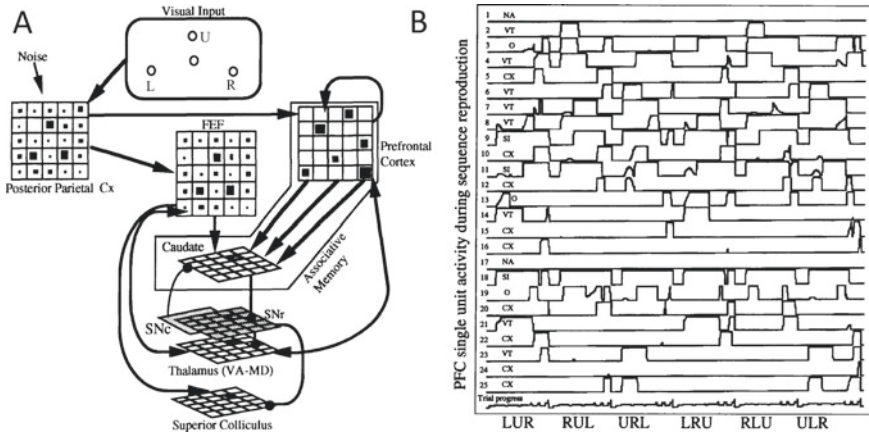 A
Visual Input
U
L
R
Noise
Posterior Parietal Cx
FEF
Prefrontal
Cortex
Caudate
Associative
Memory
SNc
SNr
Thalamus (VA-MD)
Superior Colliculus
B
PFC single unit activity during sequence reproduction
1 NA
2 VT
3 O
4 VT
5 CX
6 VT
7 VT
8 VT
9 SI
10 CX
11 SI
12 CX
13 O
14 VT
15 CX
16 CX
17 NA
18 SI
19 O
20 CX
21 VT
22 CX
23 VT
24 CX
25 CX
Trial progress
LUR RUL URL LRU RLU ULR